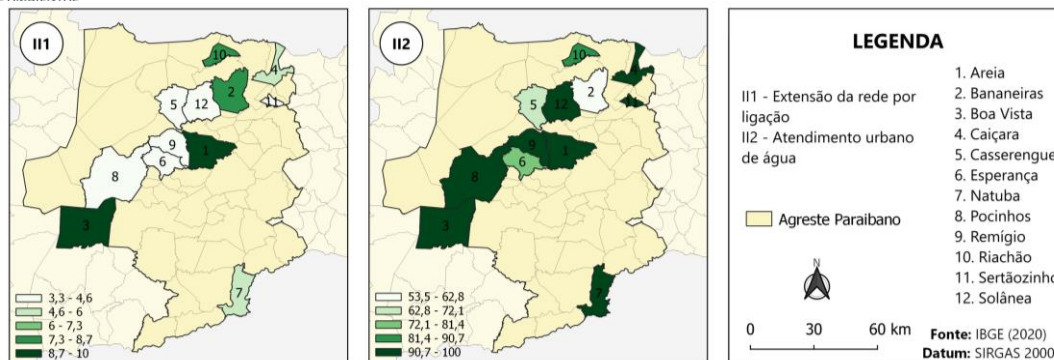 II1
10
4
2
5
12
11
9
1
6
8
3
7
3,3 - 4,6
4,6 - 6
6 - 7,3
7,3 - 8,7
8,7 - 10
II2
10
4
2
5
12
11
9
1
6
8
3
7
53,5 - 62,8
62,8 - 72,1
72,1 - 81,4
81,4 - 90,7
90,7 - 100
LEGENDA
II1 - Extensão da rede por
ligação
II2 - Atendimento urbano
de água
Agreste Paraibano
N
0 30 60 km
1. Areia
2. Bananeiras
3. Boa Vista
4. Caiçara
5. Casserengue
6. Esperança
7. Natuba
8. Pocinhos
9. Remígio
10. Riachão
11. Sertãozinho
12. Solânea
Fonte: IBGE (2020)
Datum: SIRGAS 2000